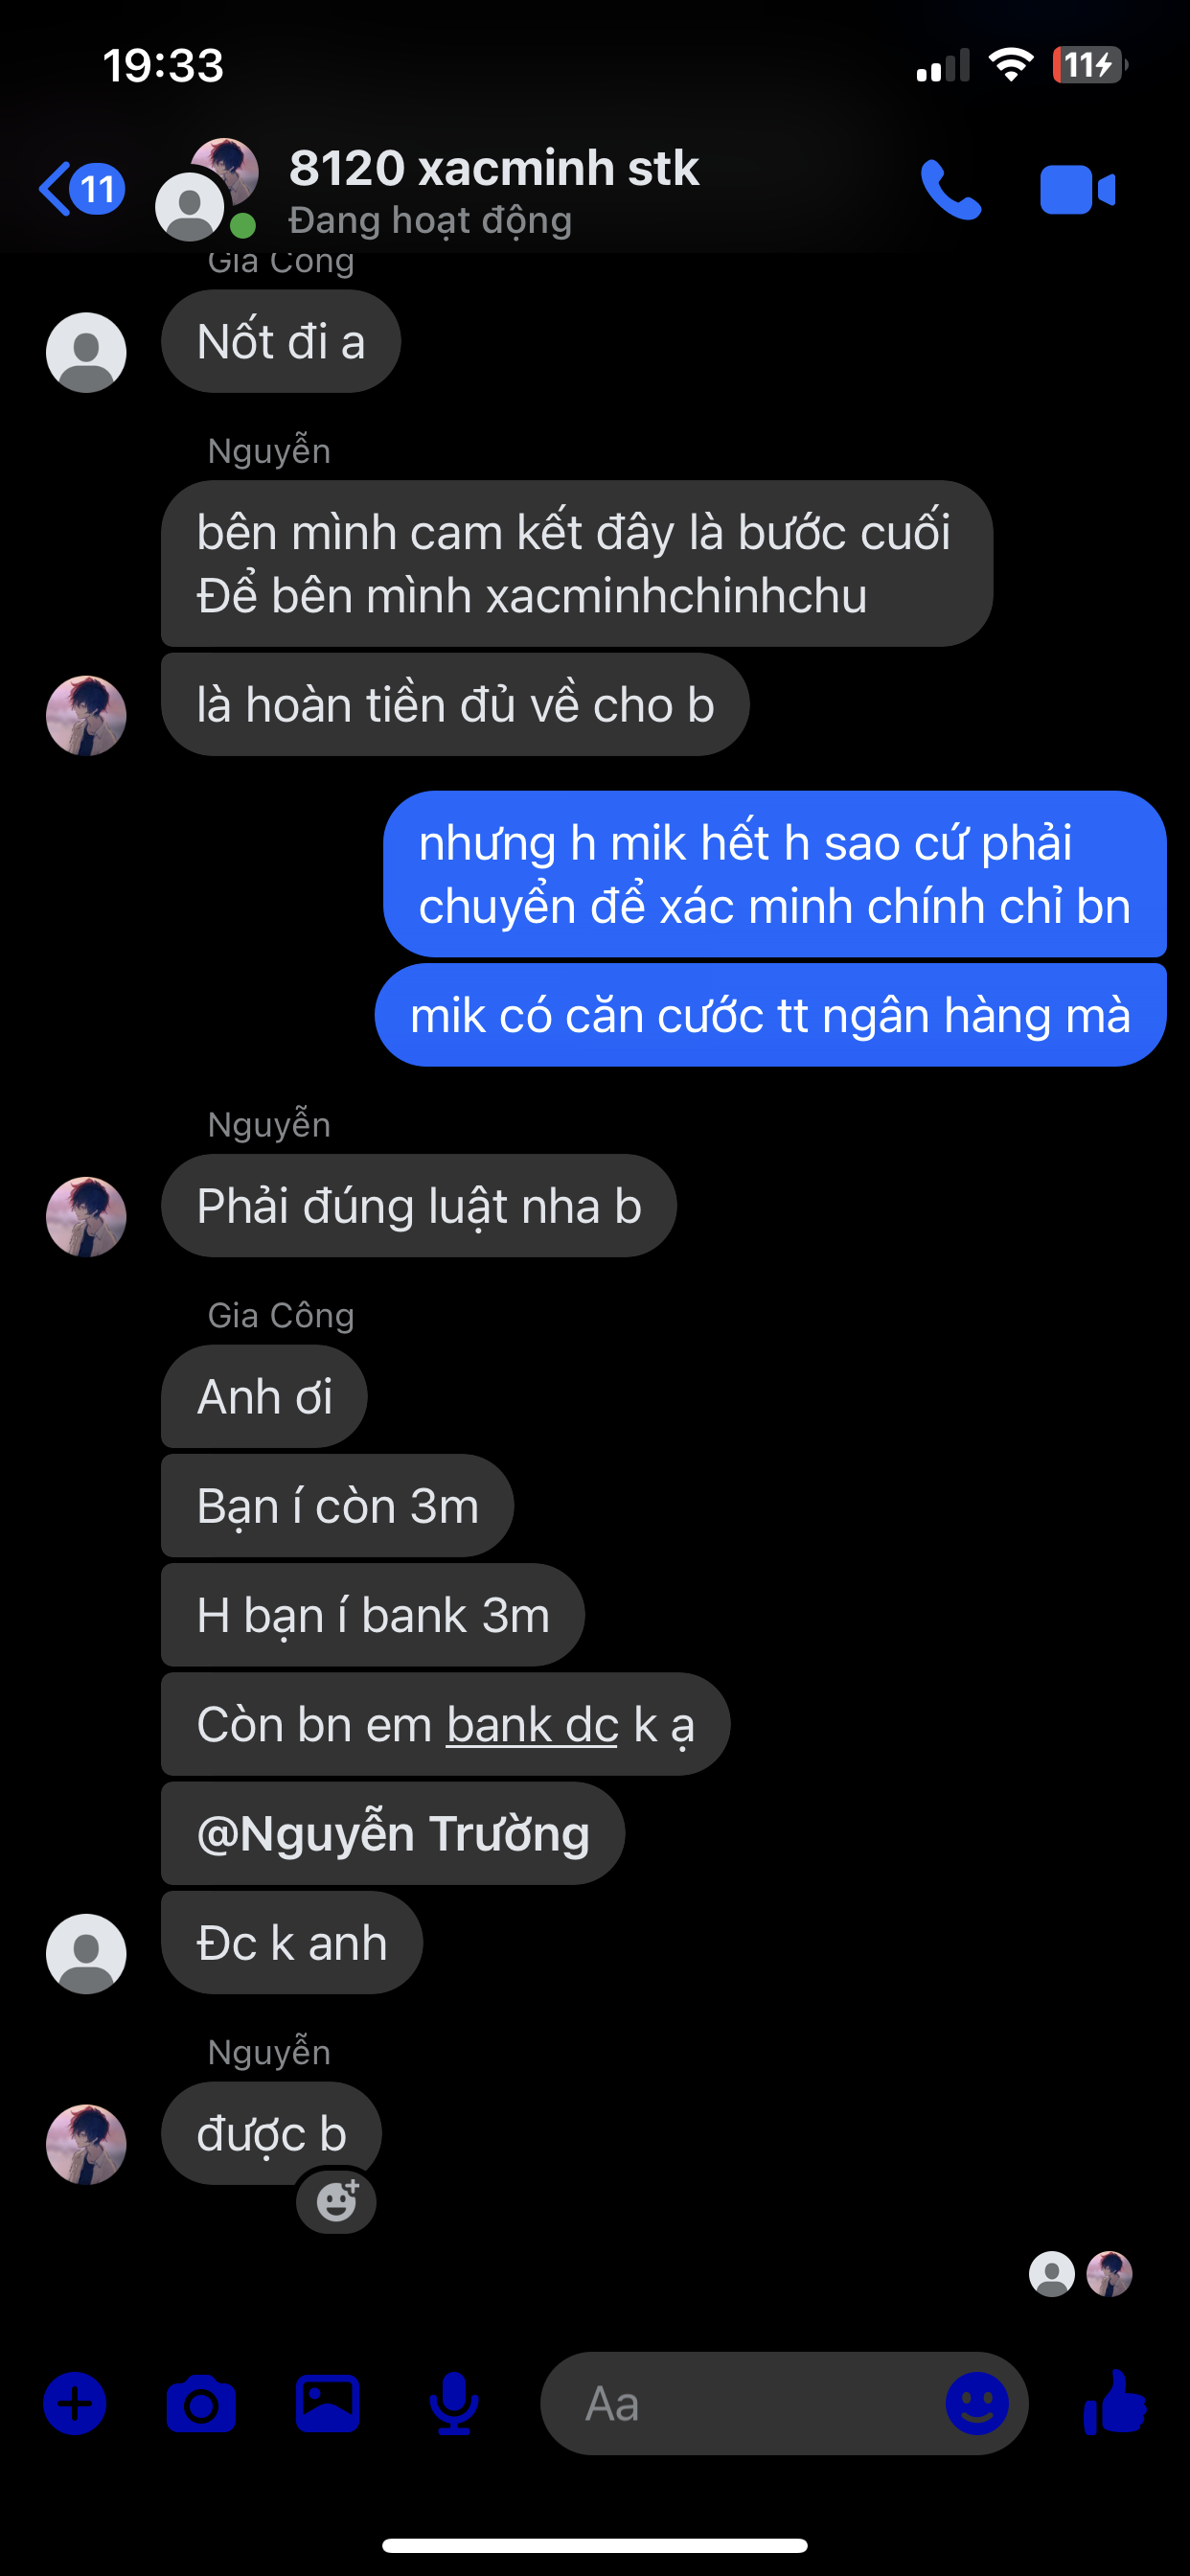 19:33
11
11
8120 xacminh stk
Đang hoạt động
Gia Công
Nốt đi a
Nguyễn
bên mình cam kết đây là bước cuối
Để bên mình xacminhchinhchu
là hoàn tiền đủ về cho b
nhưng h mik hết h sao cứ phải
chuyển để xác minh chính chỉ bn
mik có căn cước tt ngân hàng mà
Nguyễn
Phải đúng luật nha b
Gia Công
Anh ơi
Bạn í còn 3m
H bạn í bank 3m
Còn bn em bank dc k ạ
@Nguyễn Trường
Đc k anh
Nguyễn
được b
Aa